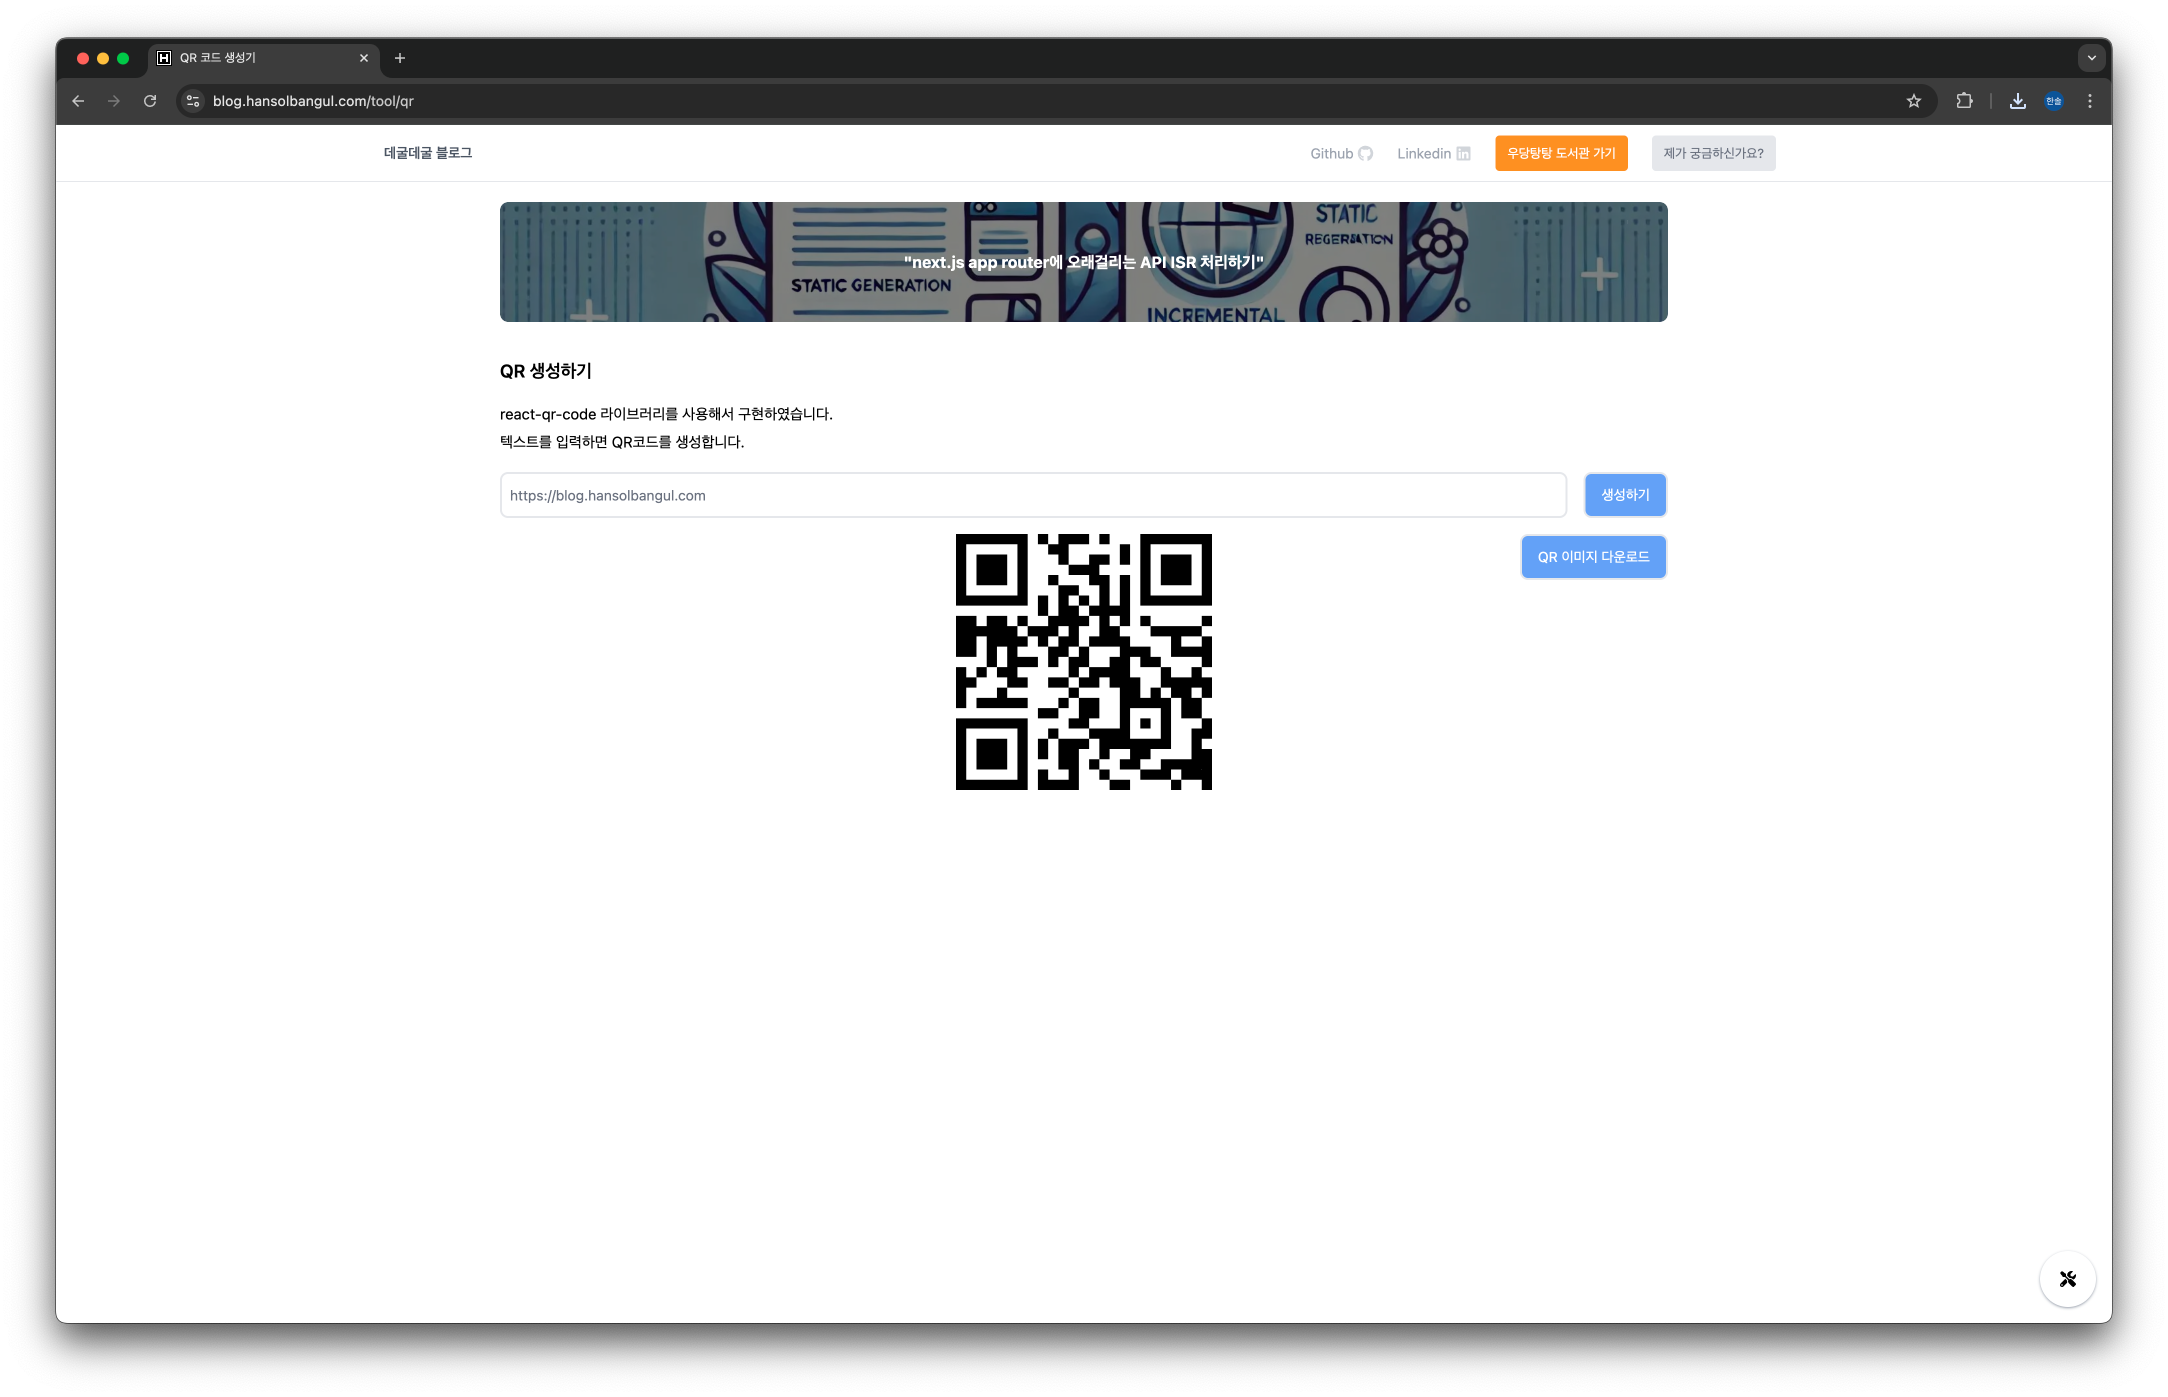 QR 코드 생성기
blog.hansolbangul.com/tool/qr
한솔
데굴데굴 블로그
Github
Linkedin
우당탕탕 도서관 가기
제가 궁금하신가요?
STATIC
REGERATION
"next.js app router에 오래걸리는 API ISR 처리하기"
STATIC GENERATION
INCREMENTAL
QR 생성하기
react-qr-code 라이브러리를 사용해서 구현하였습니다.
텍스트를 입력하면 QR코드를 생성합니다.
https://blog.hansolbangul.com
생성하기
QR 이미지 다운로드